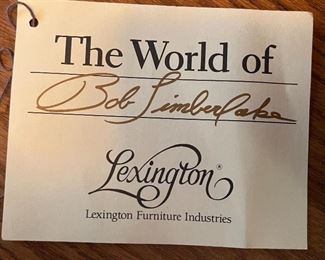 The World of
Bob Timberlake
Lexington®
Lexington Furniture Industries